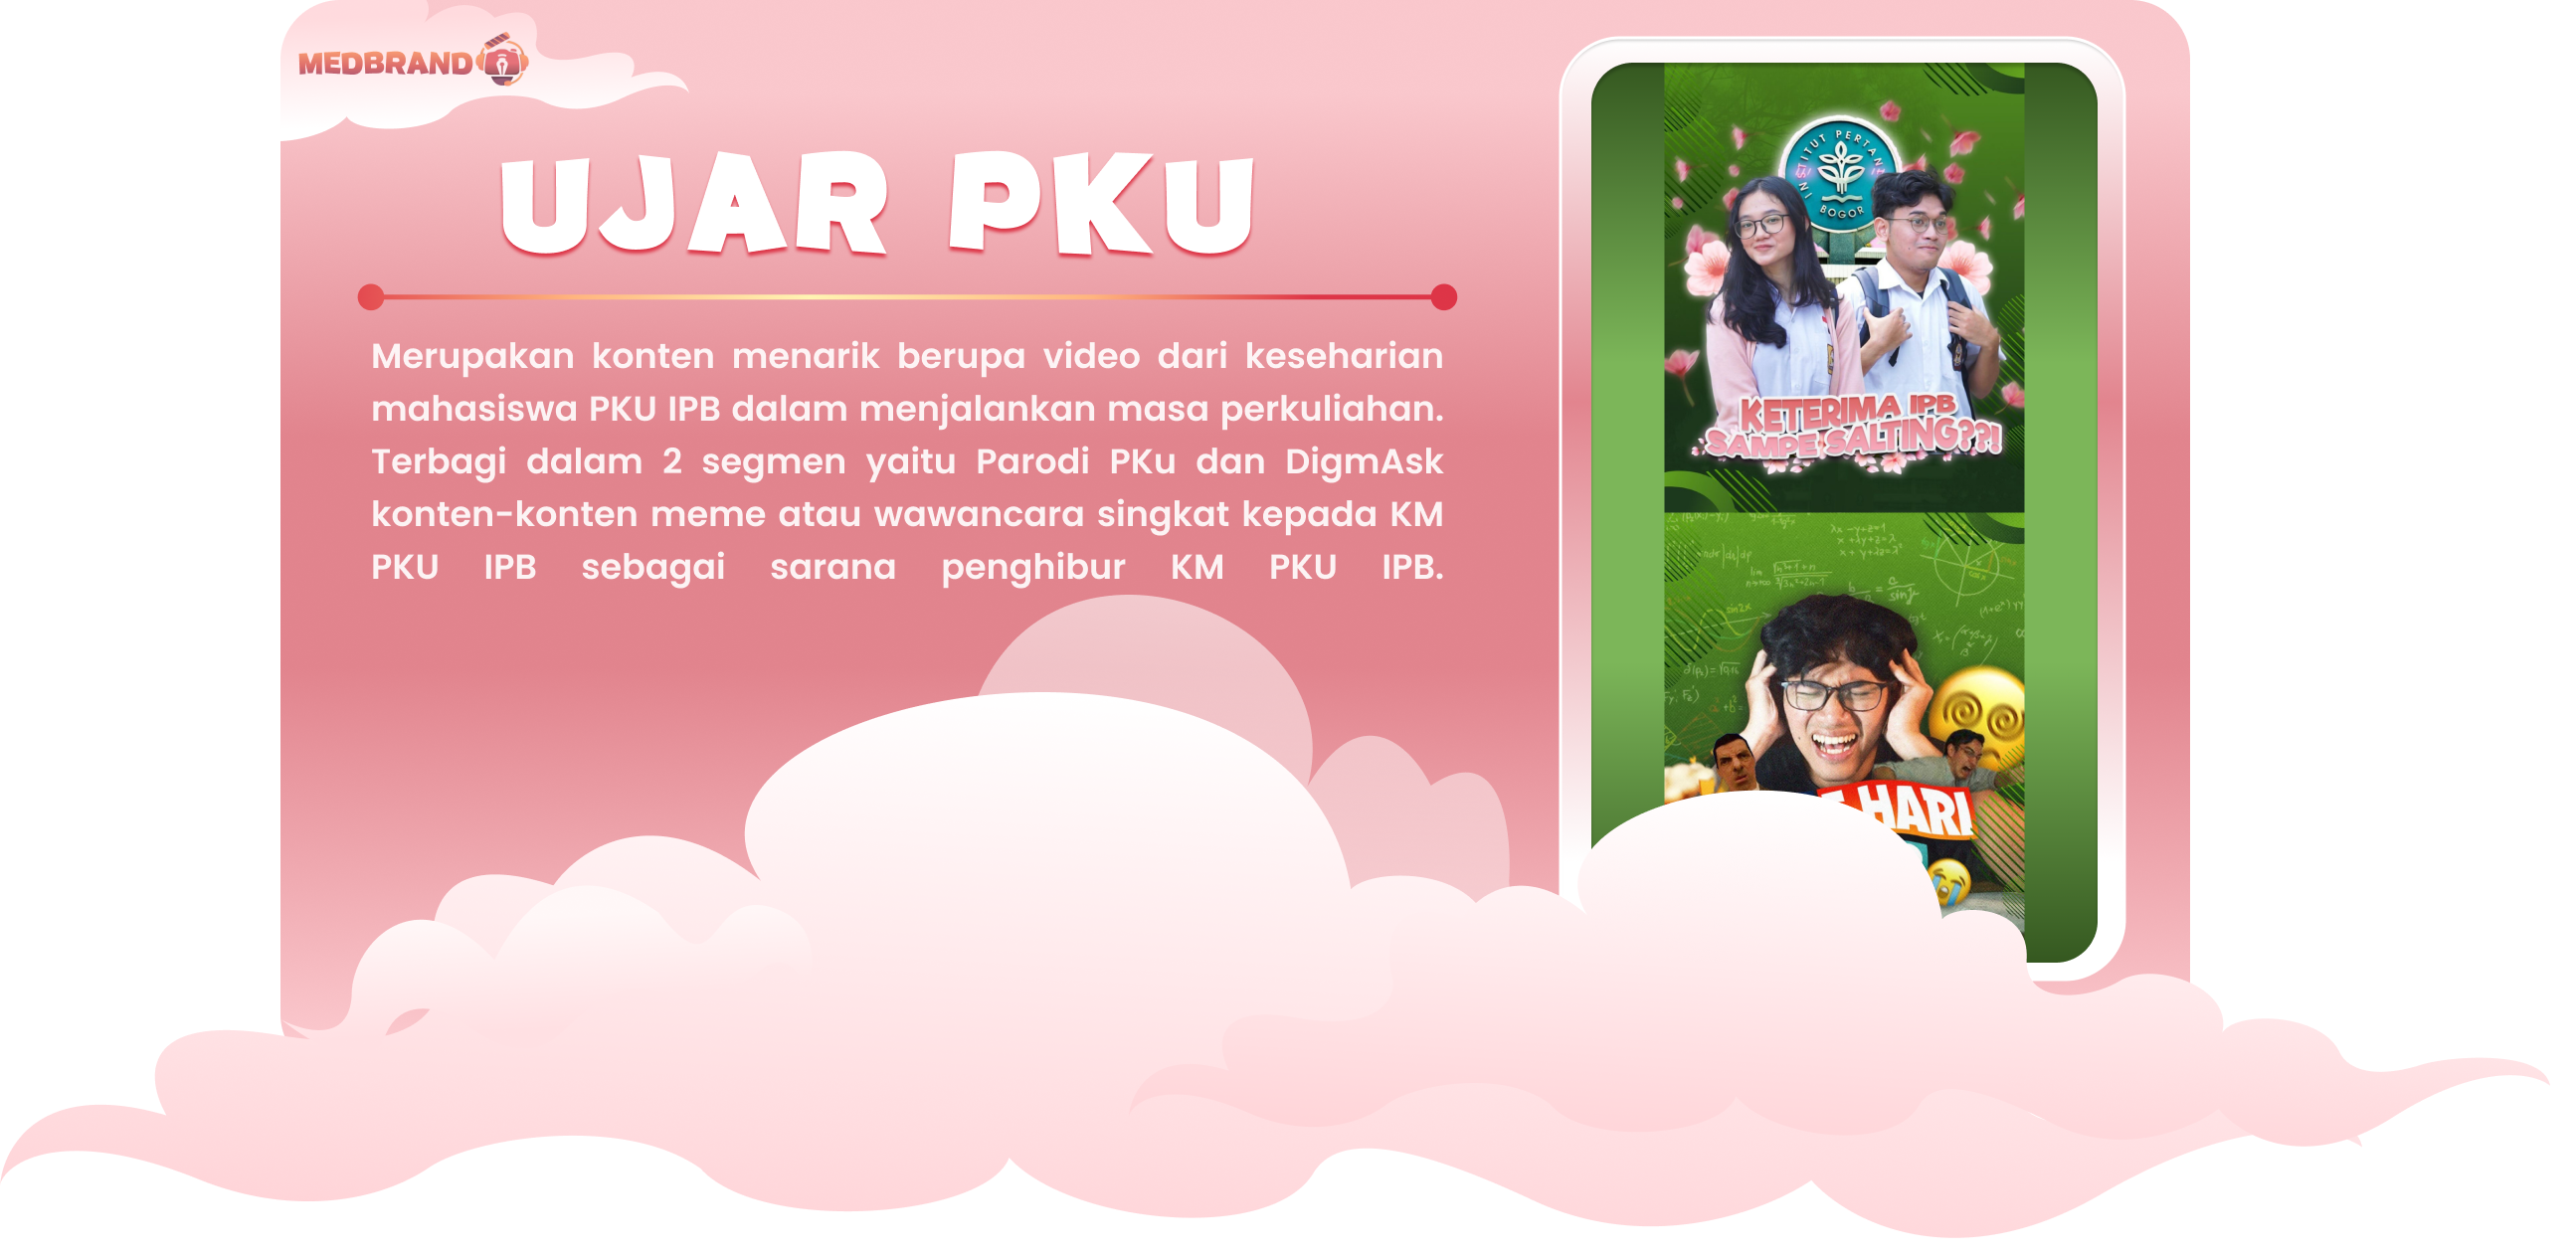 MEDBRAND
UJAR PKU
Merupakan konten menarik berupa video dari keseharian
mahasiswa PKU IPB dalam menjalankan masa perkuliahan.
Terbagi dalam 2 segmen yaitu Parodi PKu dan DigmAsk
konten-konten meme atau wawancara singkat kepada KM
PKU IPB sebagai sarana penghibur KM PKU IPB.
INSTITUT PERTAN
BOGOR
KETERIMA IPB
SAMPE SALTING??!
HARI